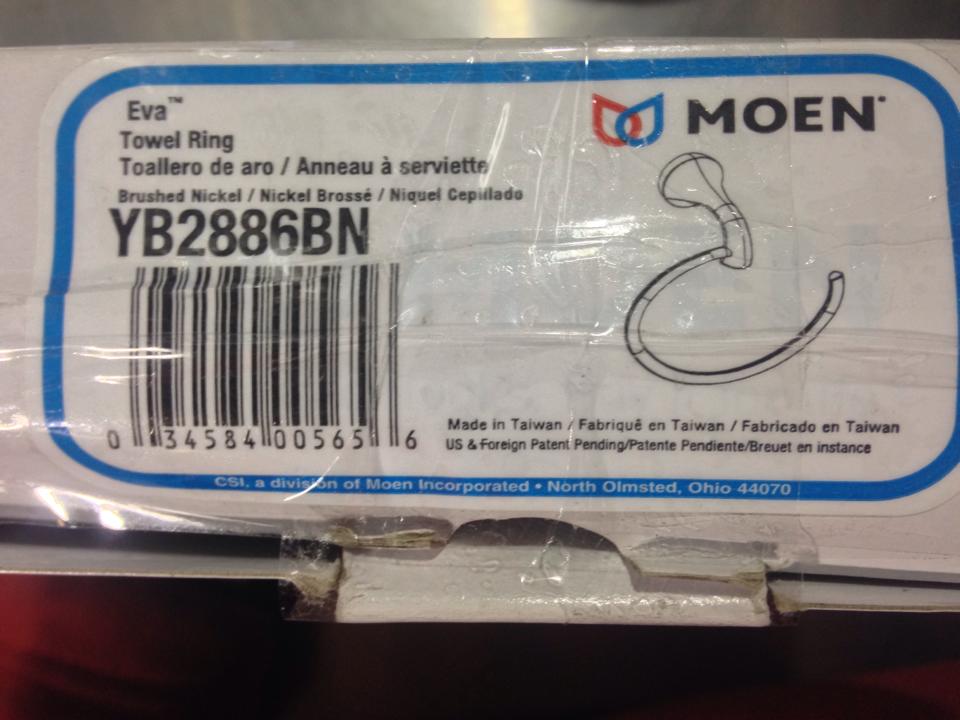 Eva™
MOEN®
Towel Ring
Toallero de aro / Anneau à serviette
Brushed Nickel / Nickel Brossé / Niquel Cepillado
YB2886BN
0 34584 00565 6
Made in Taiwan / Fabriquê en Taiwan / Fabricado en Taiwan
US & Foreign Patent Pending/Patente Pendiente/Breuet en instance
CSI, a division of Moen Incorporated • North Olmsted, Ohio 44070